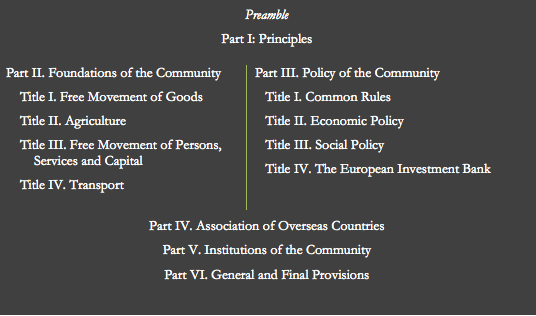 Preamble
Part I: Principles
Part II. Foundations of the Community
Title I. Free Movement of Goods
Title II. Agriculture
Title III. Free Movement of Persons,
Services and Capital
Title IV. Transport
Part III. Policy of the Community
Title I. Common Rules
Title II. Economic Policy
Title III. Social Policy
Title IV. The European Investment Bank
Part IV. Association of Overseas Countries
Part V. Institutions of the Community
Part VI. General and Final Provisions